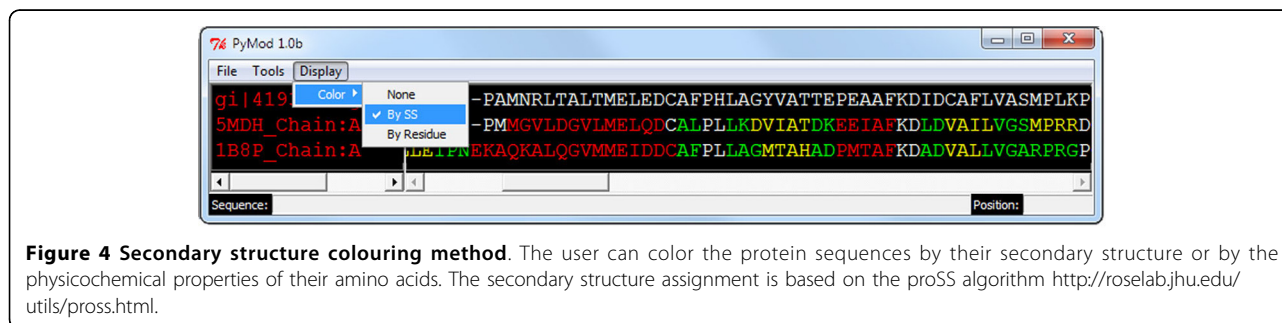 PyMod 1.0b
File Tools Display
Color None
By SS
By Residue
gi|419 -PAMNRLTALTMELEDCAFPHLAGYVATTEPEAAFKDIDCAFLVASMPLKP
5MDH_Chain:A -PMMGVLDGVLMELQDCALPLLKDVIATDKEEIAFKDLDVAILVGSMPRRD
1B8P_Chain:A LLEIPNEKAQKALQGVMMEIDDCAFPLLAGMTAHADPMTAFKDADVALLVGARPRGP
Sequence: Position:
Figure 4 Secondary structure colouring method. The user can color the protein sequences by their secondary structure or by the
physicochemical properties of their amino acids. The secondary structure assignment is based on the proSS algorithm http://roselab.jhu.edu/
utils/pross.html.